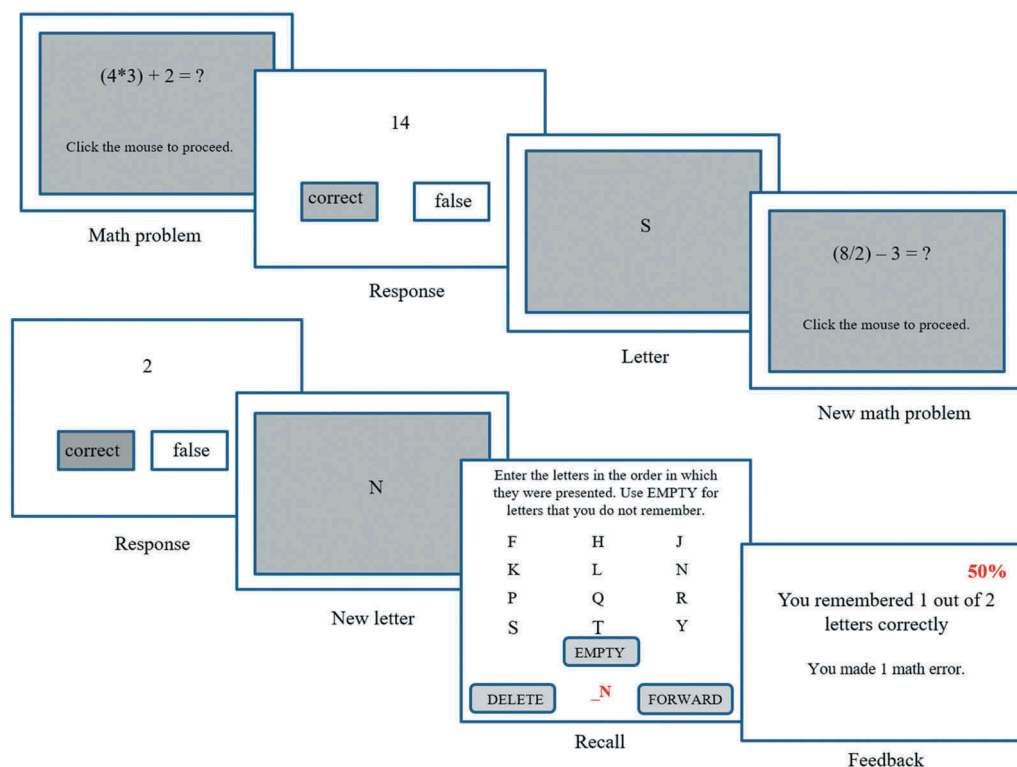 (4*3) + 2 = ?
Click the mouse to proceed.
Math problem
14
correct false
Response
S
Letter
(8/2) – 3 = ?
Click the mouse to proceed.
New math problem
2
correct false
Response
N
New letter
Enter the letters in the order in which
they were presented. Use EMPTY for
letters that you do not remember.
F H J
K L N
P Q R
S T Y
EMPTY
DELETE _N FORWARD
Recall
50%
You remembered 1 out of 2
letters correctly
You made 1 math error.
Feedback